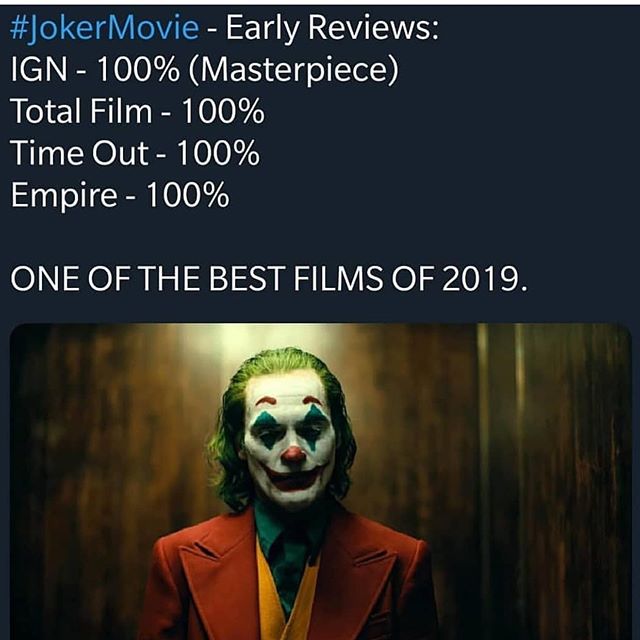 #JokerMovie - Early Reviews:
IGN - 100% (Masterpiece)
Total Film - 100%
Time Out - 100%
Empire - 100%
ONE OF THE BEST FILMS OF 2019.